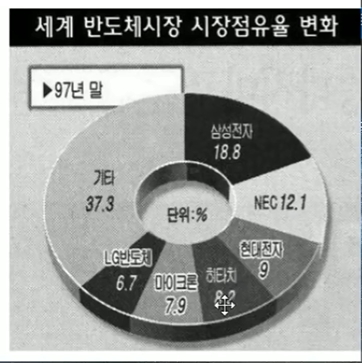 세계 반도체시장 시장점유율 변화
▶97년 말
삼성전자
18.8
NEC 12.1
현대전자
9
히타치
마이크론
7.9
LG반도체
6.7
기타
37.3
단위:%